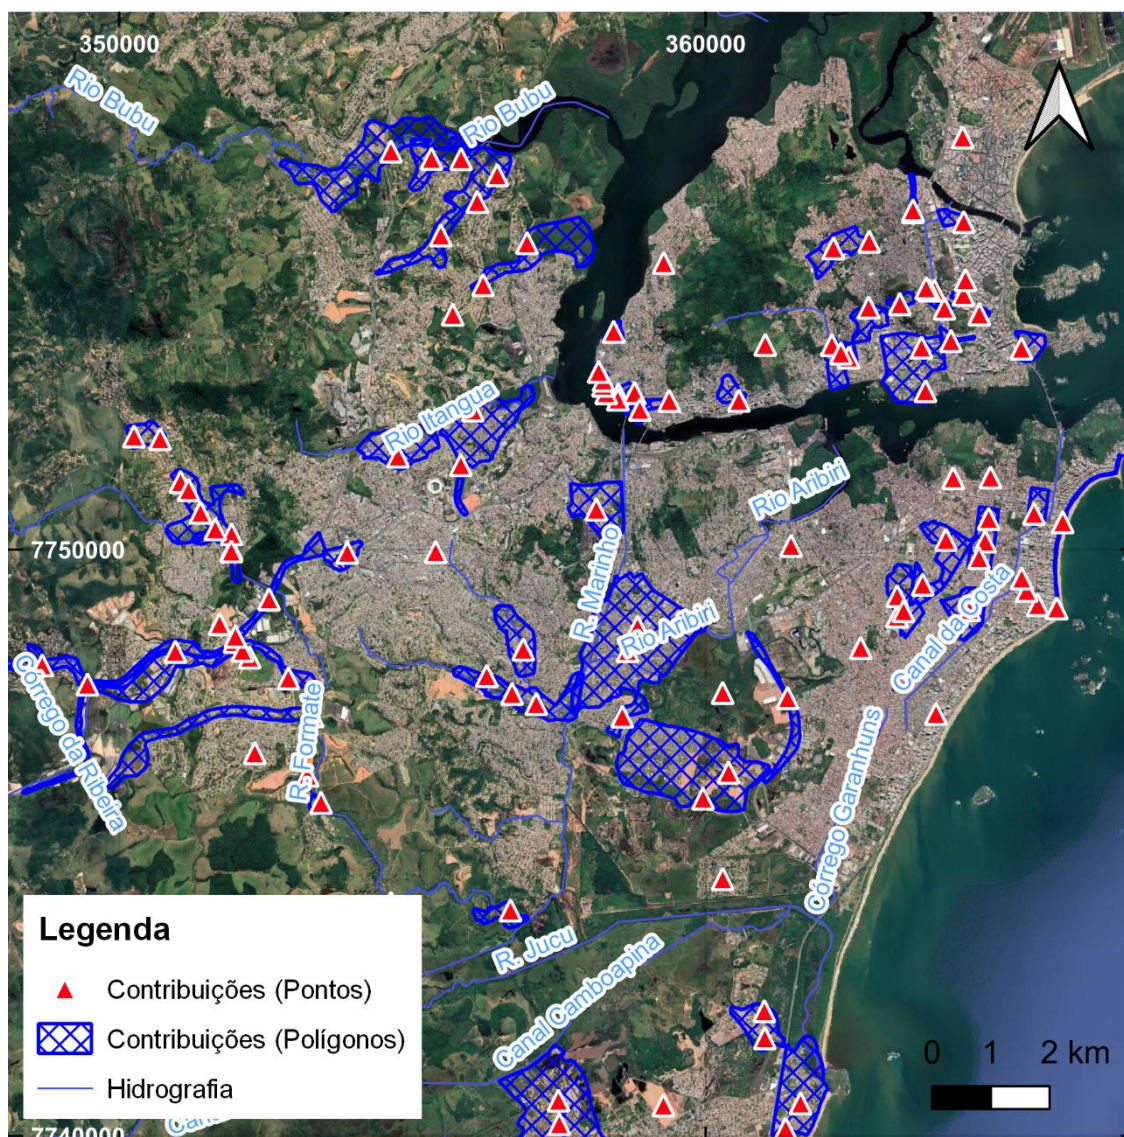 350000
360000
Rio Bubu
Rio Bubu
Rio Itangua
Rio Aribiri
7750000
R. Marinho
Rio Aribiri
Canal da Costa
Córrego da Ribeira
R. Formate
Córrego Garanhuns
R. Jucu
Canal Camboapina
Legenda
Contribuições (Pontos)
Contribuições (Polígonos)
Hidrografia
0 1 2 km
7740000